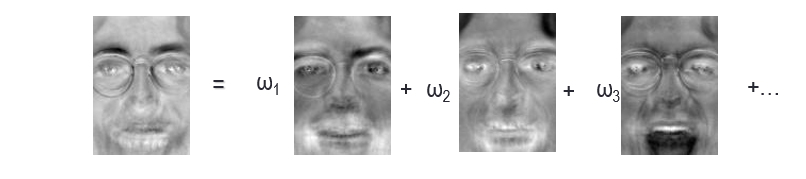 = ω1 + ω2 + ω3 +...